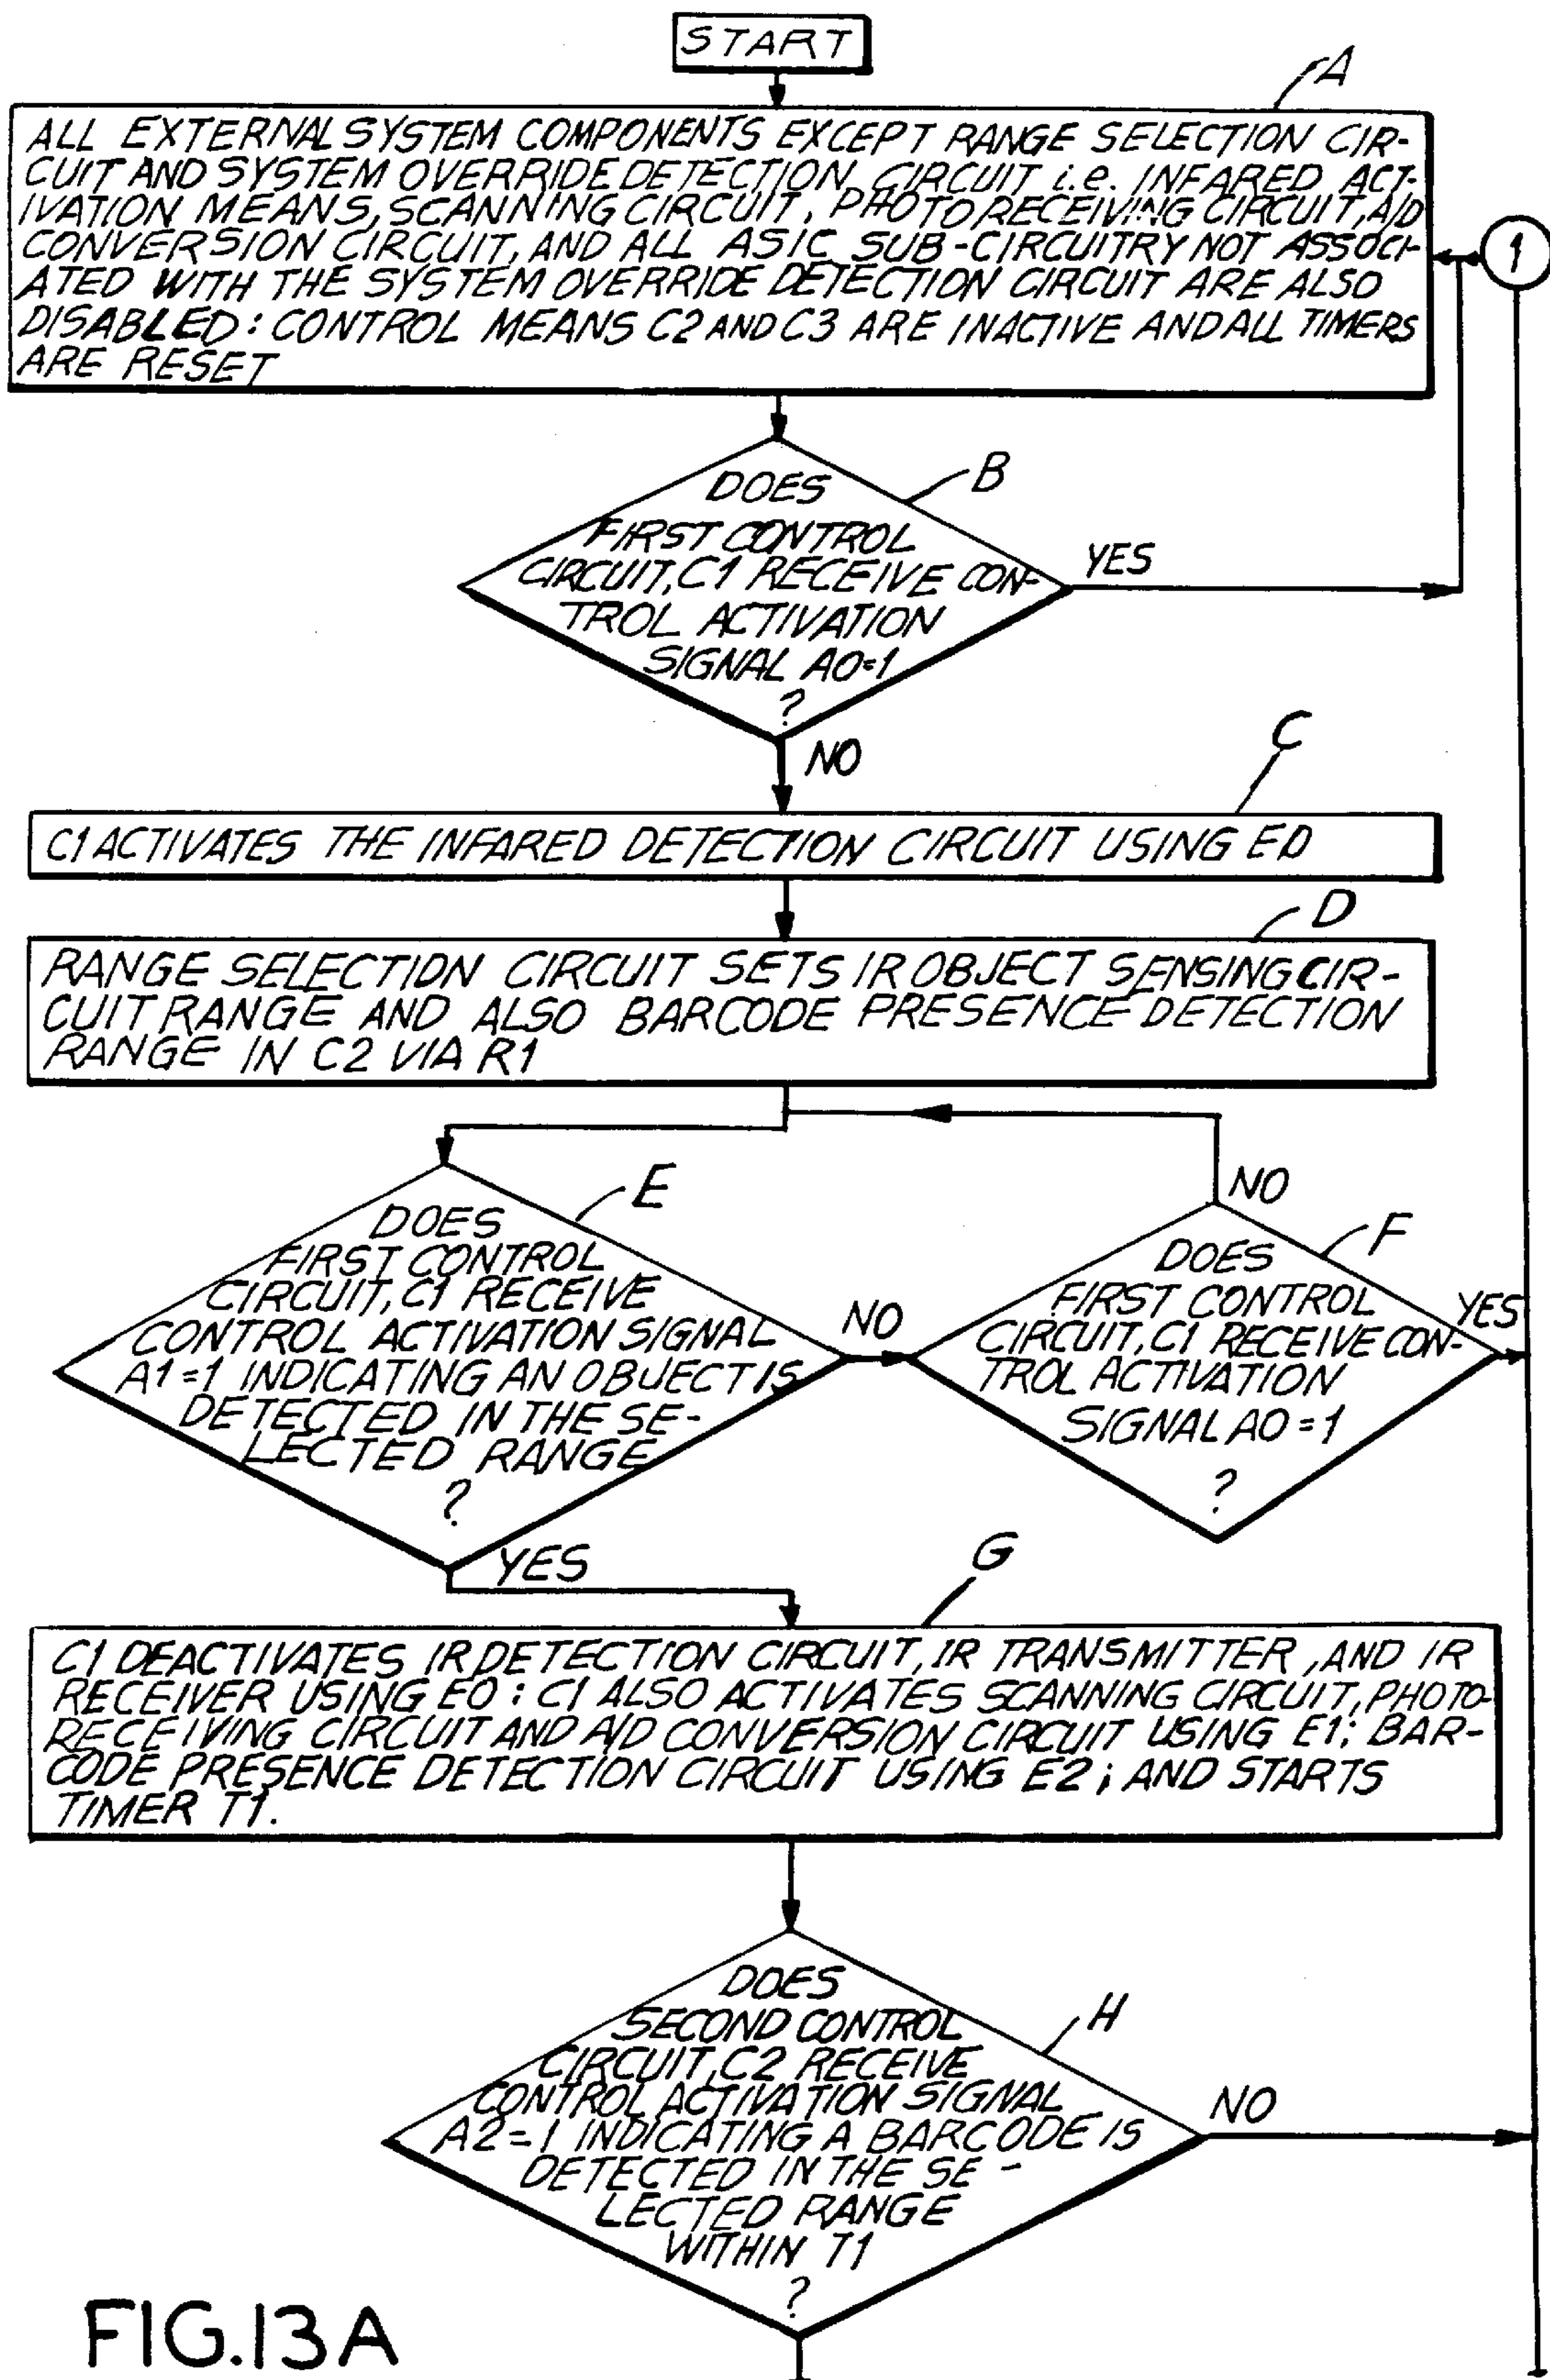 START
A
ALL EXTERNAL SYSTEM COMPONENTS EXCEPT RANGE SELECTION CIR-
CUIT AND SYSTEM OVERRIDE DETECTION CIRCUIT i.e. INFARED ACT-
IVATION MEANS, SCANNING CIRCUIT, PHOTORECEIVING CIRCUIT, A/D
CONVERSION CIRCUIT, AND ALL ASIC SUB-CIRCUITRY NOT ASSOCI-
ATED WITH THE SYSTEM OVERRIDE DETECTION CIRCUIT ARE ALSO
DISABLED: CONTROL MEANS C2 AND C3 ARE INACTIVE AND ALL TIMERS
ARE RESET
1
B
DOES
FIRST CONTROL
CIRCUIT, C1 RECEIVE CON-
TROL ACTIVATION
SIGNAL A0=1
?
YES
NO
C
C1 ACTIVATES THE INFARED DETECTION CIRCUIT USING E0
D
RANGE SELECTION CIRCUIT SETS IR OBJECT SENSING CIR-
CUIT RANGE AND ALSO BARCODE PRESENCE DETECTION
RANGE IN C2 VIA R1
E
DOES
FIRST CONTROL
CIRCUIT, C1 RECEIVE
CONTROL ACTIVATION SIGNAL
A1=1 INDICATING AN OBJECT IS
DETECTED IN THE SE-
LECTED RANGE
?
NO
YES
F
NO
DOES
FIRST CONTROL
CIRCUIT, C1 RECEIVE CON-
TROL ACTIVATION
SIGNAL A0=1
?
YES
G
C1 DEACTIVATES IR DETECTION CIRCUIT, IR TRANSMITTER, AND IR
RECEIVER USING E0: C1 ALSO ACTIVATES SCANNING CIRCUIT, PHOTO-
RECEIVING CIRCUIT AND A/D CONVERSION CIRCUIT USING E1; BAR-
CODE PRESENCE DETECTION CIRCUIT USING E2; AND STARTS
TIMER T1.
H
DOES
SECOND CONTROL
CIRCUIT, C2 RECEIVE
CONTROL ACTIVATION SIGNAL
A2=1 INDICATING A BARCODE IS
DETECTED IN THE SE-
LECTED RANGE
WITHIN T1
?
NO
FIG.13A